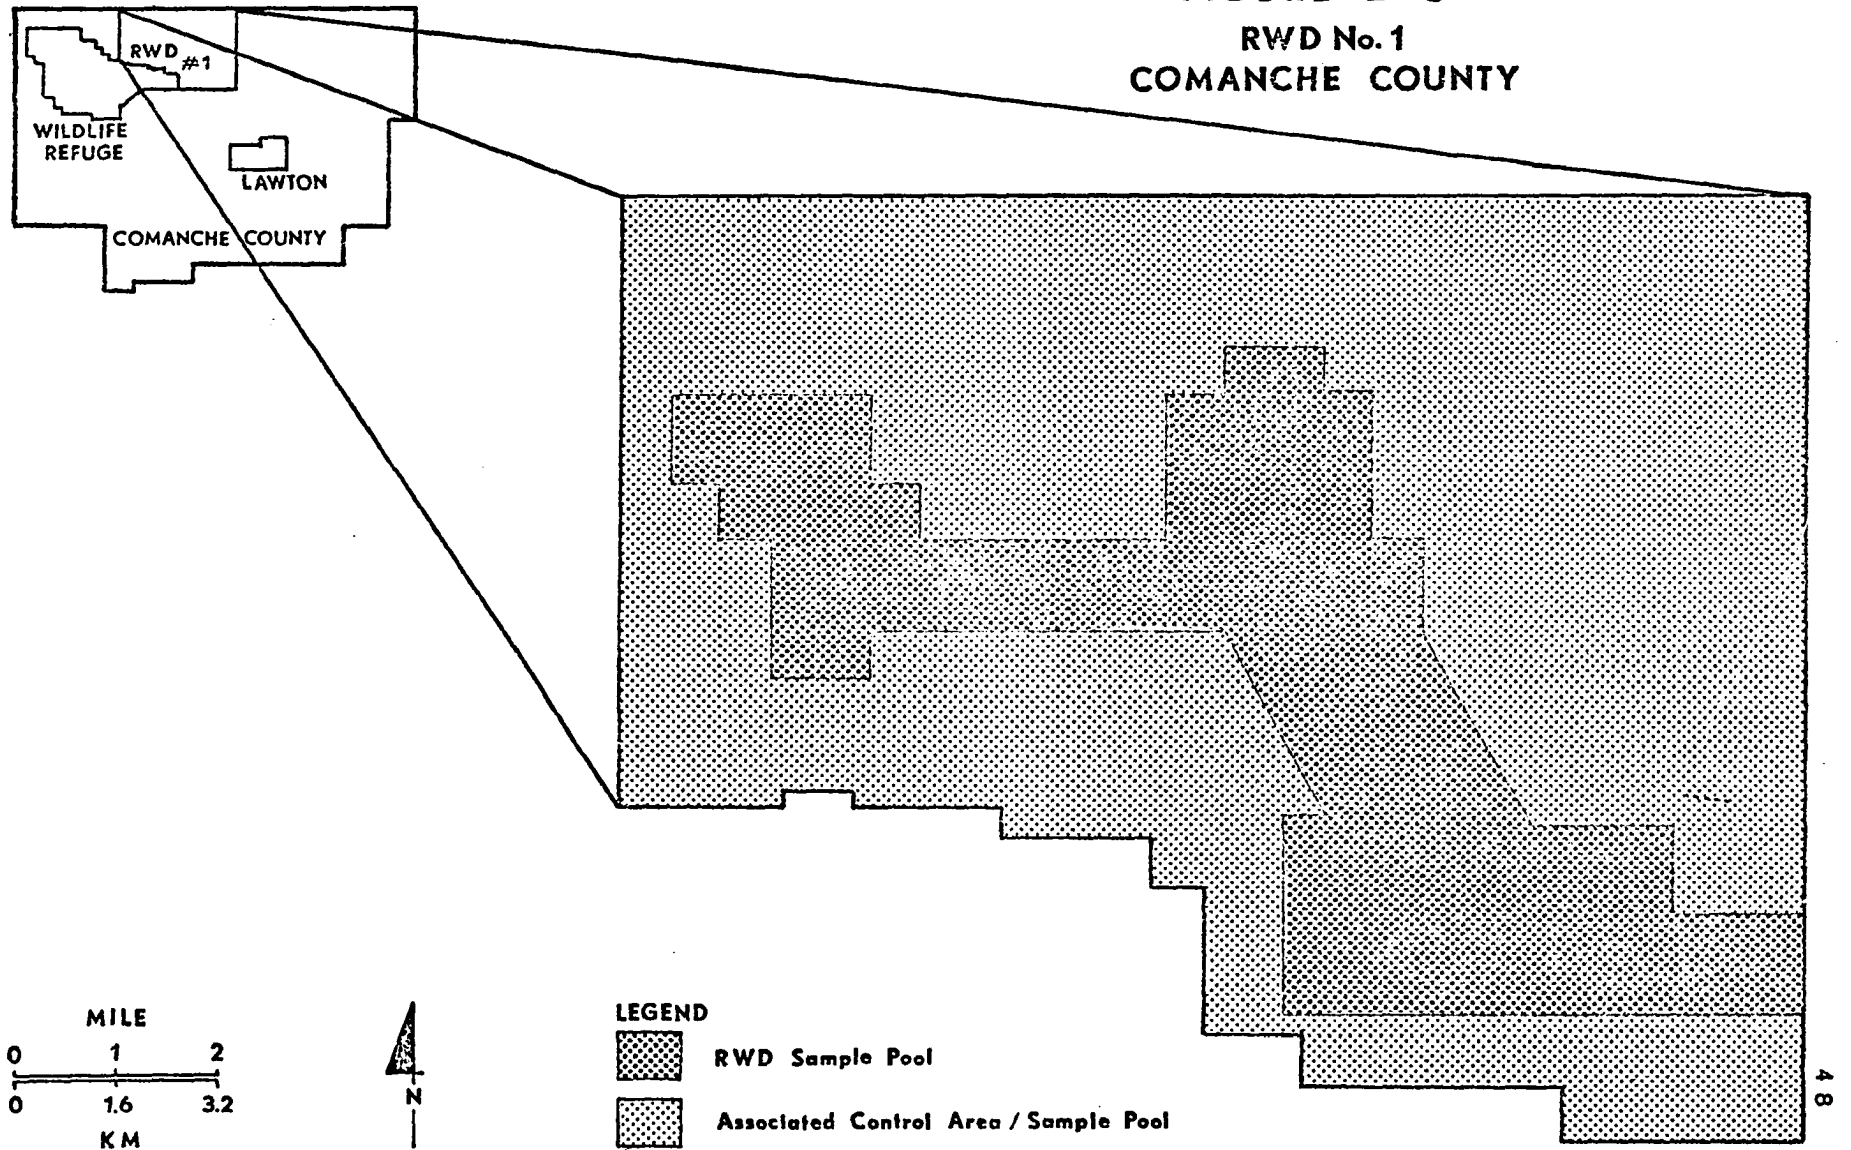 RWD No. 1
COMANCHE COUNTY
RWD #1
WILDLIFE
REFUGE
LAWTON
COMANCHE COUNTY
MILE
0 1 2
0 1.6 3.2
KM
N
LEGEND
RWD Sample Pool
Associated Control Area / Sample Pool
48